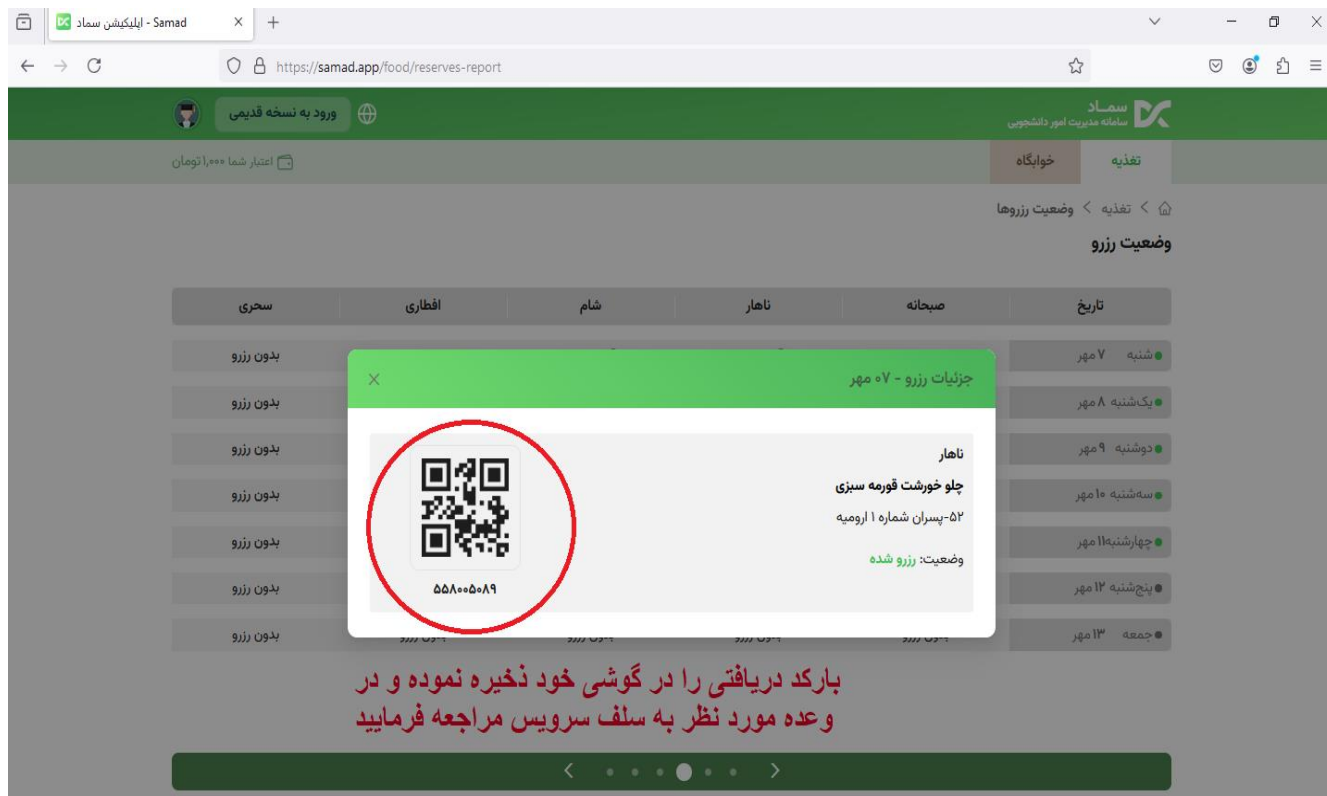 Samad - اپلیکیشن سماد
https://samad.app/food/reserves-report
سمــاد
سامانه مدیریت امور دانشجویی
ورود به نسخه قدیمی
تغذیه
خوابگاه
اعتبار شما ۱,۰۰۰ تومان
تغذیه > وضعیت رزروها
وضعیت رزرو
تاریخ صبحانه ناهار شام افطاری سحری
شنبه ۷ مهر بدون رزرو
یک‌شنبه ۸ مهر بدون رزرو
دوشنبه ۹ مهر بدون رزرو
سه‌شنبه ۱۰ مهر بدون رزرو
چهارشنبه ۱۱ مهر بدون رزرو
پنج‌شنبه ۱۲ مهر بدون رزرو
جمعه ۱۳ مهر بدون رزرو
جزئیات رزرو - ۰۷ مهر
ناهار
چلو خورشت قورمه سبزی
۵۲-پسران شماره ۱ ارومیه
وضعیت: رزرو شده
۵۵۸۰۰۵۰۸۹
بارکد دریافتی را در گوشی خود ذخیره نموده و در
وعده مورد نظر به سلف سرویس مراجعه فرمایید